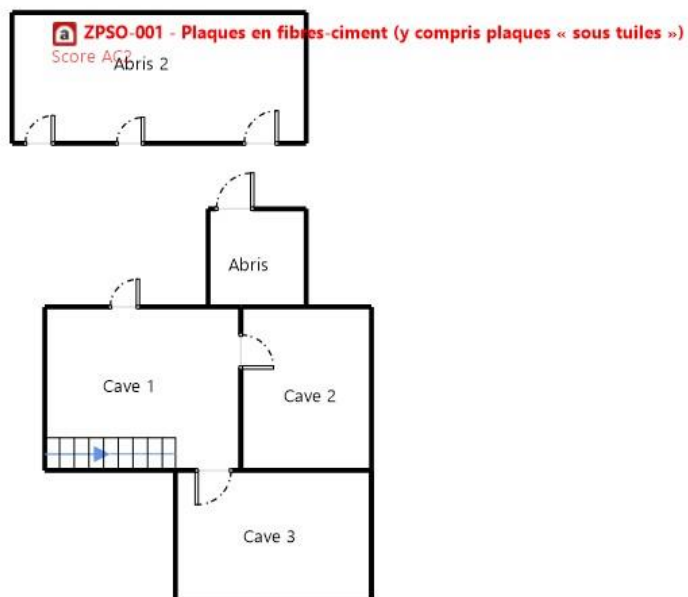 a ZPSO-001 - Plaques en fibres-ciment (y compris plaques « sous tuiles »)
Score AC2
Abris 2
Abris
Cave 1
Cave 2
Cave 3